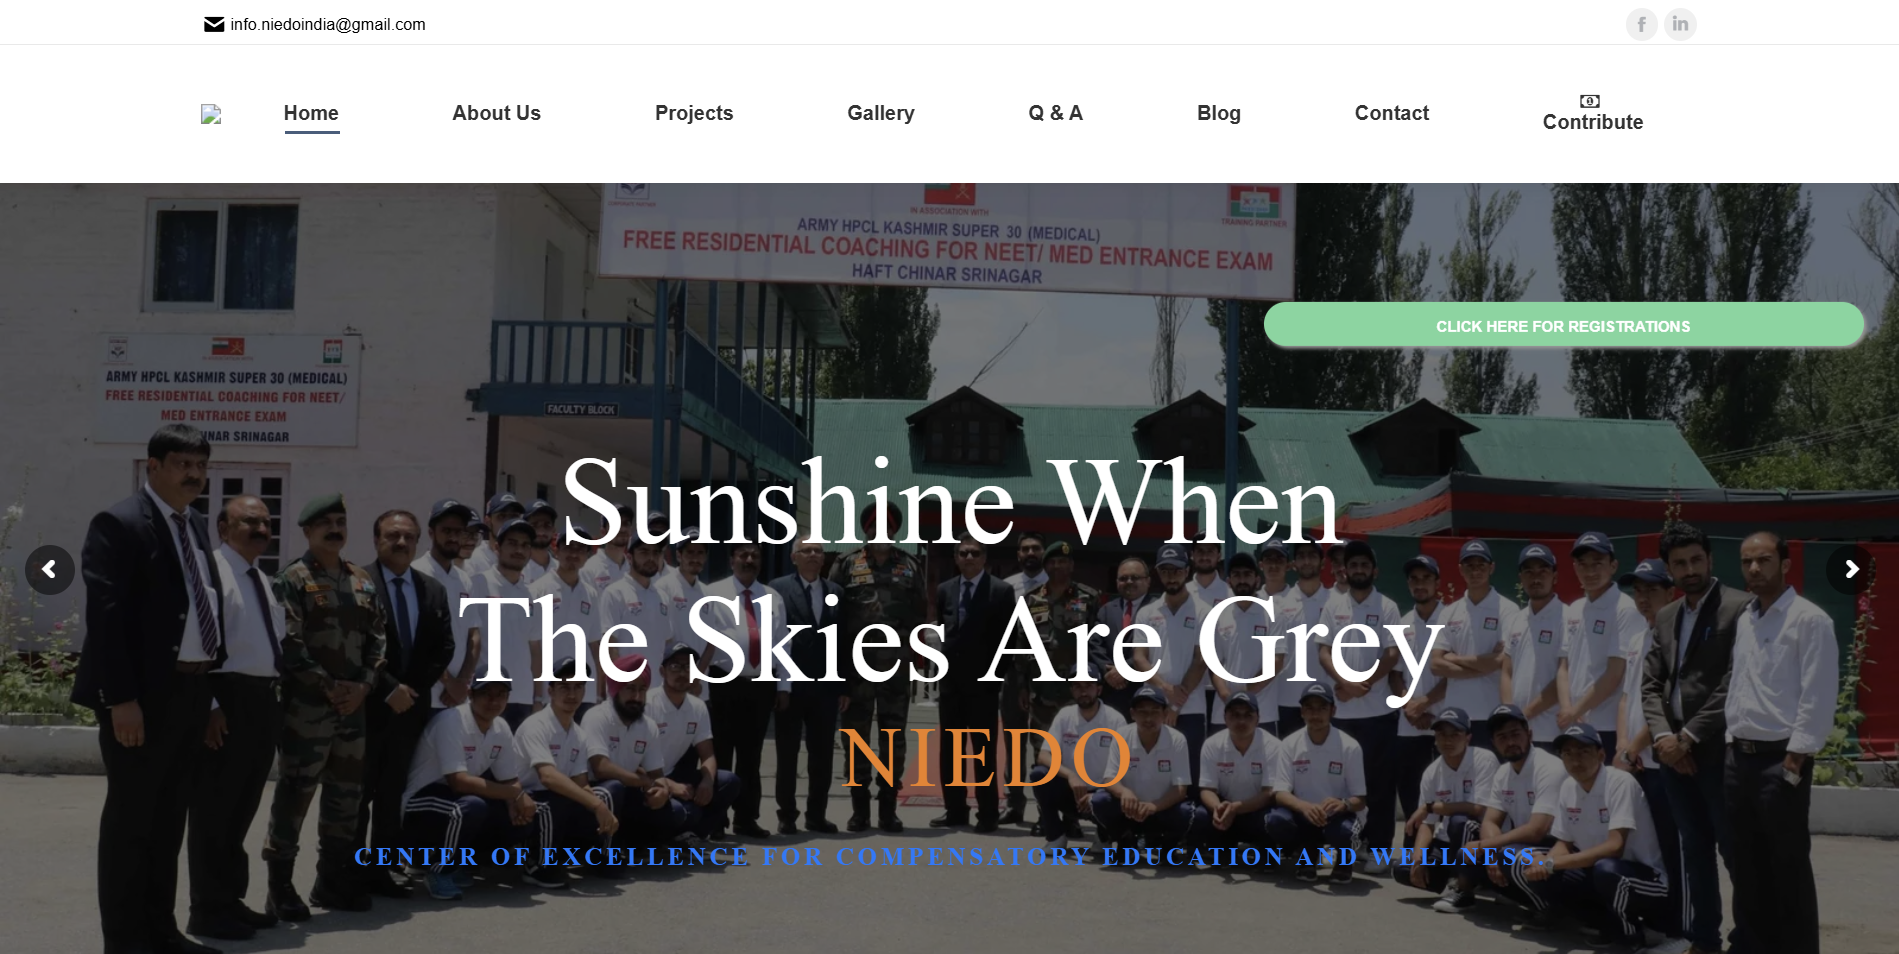 info.niedoindia@gmail.com
Home
About Us
Projects
Gallery
Q & A
Blog
Contact
Contribute
IN ASSOCIATION WITH
TRAINING PARTNER
ARMY HPCL KASHMIR SUPER 30 (MEDICAL)
FREE RESIDENTIAL COACHING FOR NEET/ MED ENTRANCE EXAM
HAFT CHINAR SRINAGAR
CLICK HERE FOR REGISTRATIONS
ARMY HPCL KASHMIR SUPER 30 (MEDICAL)
FREE RESIDENTIAL COACHING FOR NEET/
MED ENTRANCE EXAM
CHINAR SRINAGAR
FACULTY BLOCK
Sunshine When
The Skies Are Grey
NIEDO
CENTER OF EXCELLENCE FOR COMPENSATORY EDUCATION AND WELLNESS.